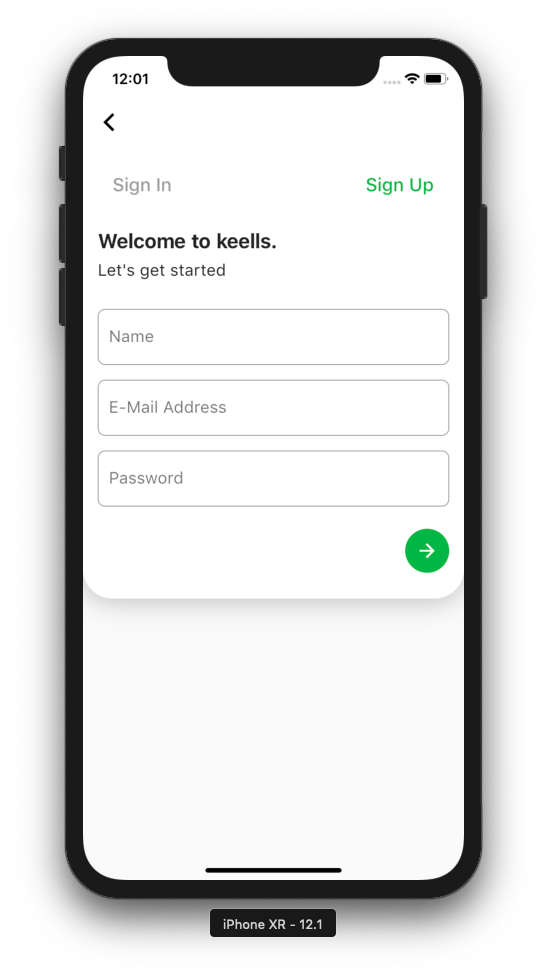 12:01
Sign In
Sign Up
Welcome to keells.
Let's get started
Name
E-Mail Address
Password
iPhone XR - 12.1